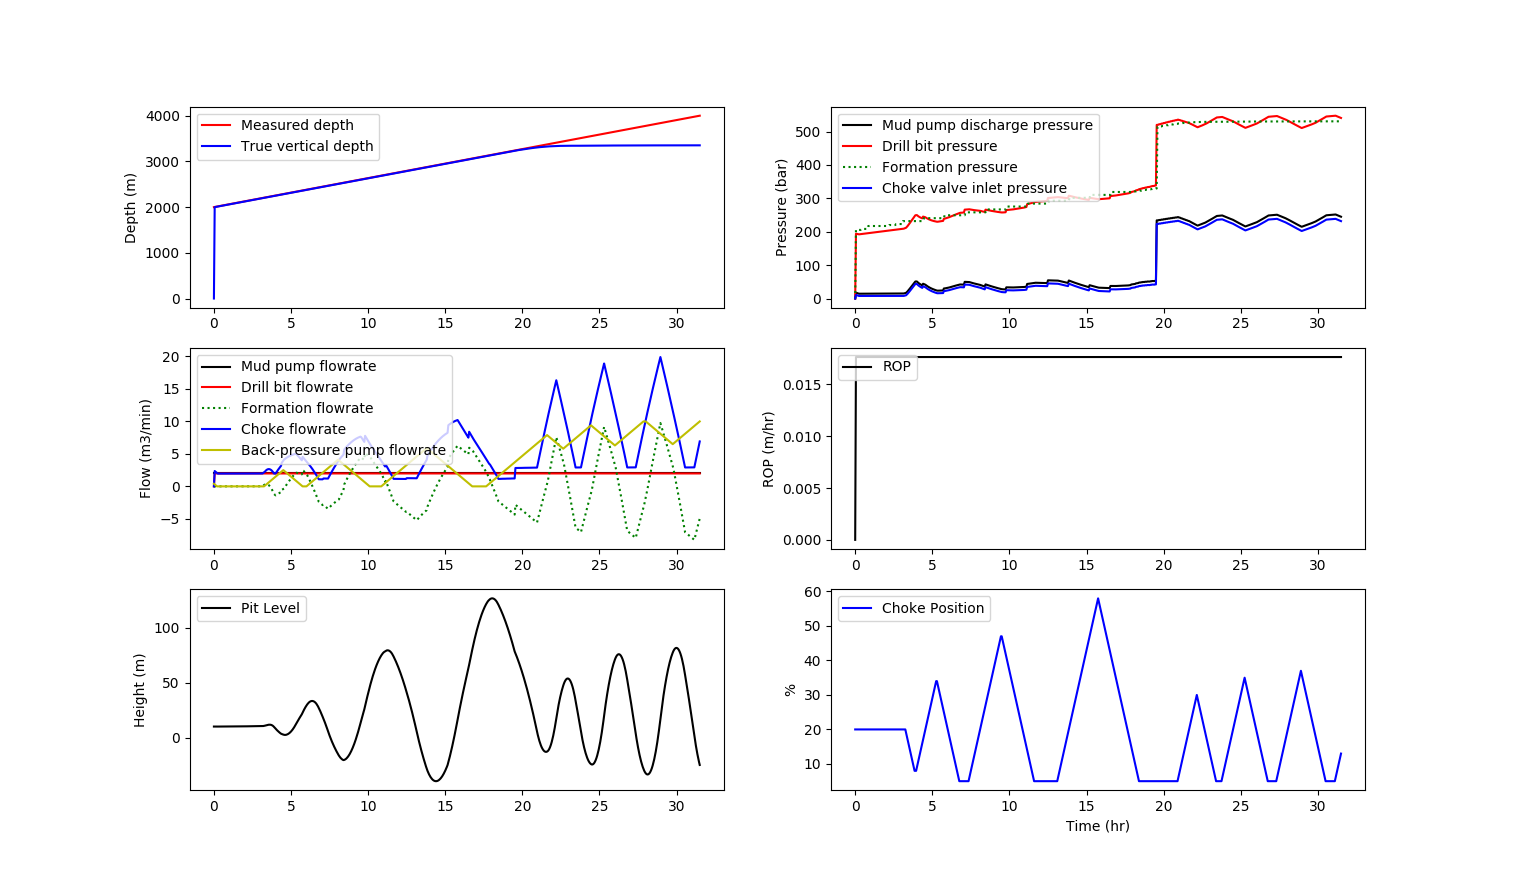 Depth (m)
4000
3000
2000
1000
0
Measured depth
True vertical depth
0 5 10 15 20 25 30
Pressure (bar)
500
400
300
200
100
0
Mud pump discharge pressure
Drill bit pressure
Formation pressure
Choke valve inlet pressure
0 5 10 15 20 25 30
Flow (m3/min)
20
15
10
5
0
−5
Mud pump flowrate
Drill bit flowrate
Formation flowrate
Choke flowrate
Back-pressure pump flowrate
0 5 10 15 20 25 30
ROP (m/hr)
0.015
0.010
0.005
0.000
ROP
0 5 10 15 20 25 30
Height (m)
100
50
0
Pit Level
0 5 10 15 20 25 30
%
60
50
40
30
20
10
Choke Position
0 5 10 15 20 25 30
Time (hr)